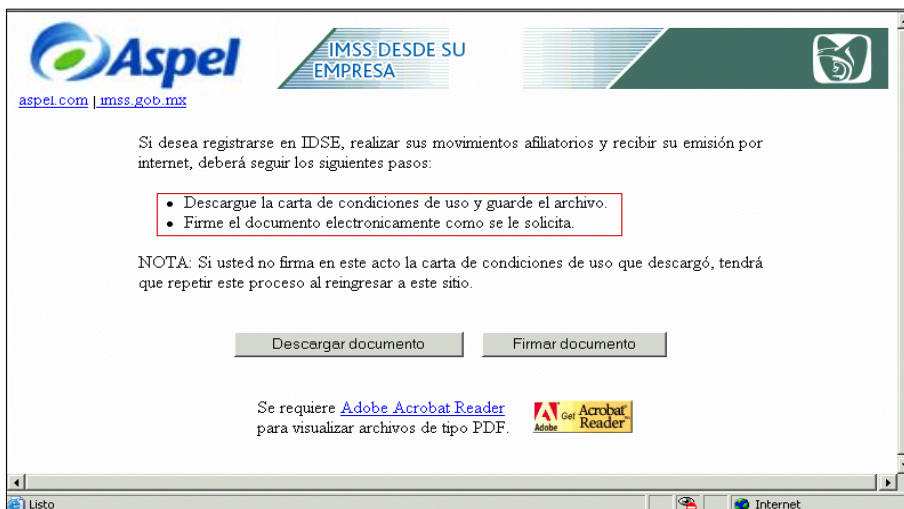 Aspel
IMSS DESDE SU
EMPRESA
aspel.com | imss.gob.mx
Si desea registrarse en IDSE, realizar sus movimientos afiliatorios y recibir su emisión por
internet, deberá seguir los siguientes pasos:
• Descargue la carta de condiciones de uso y guarde el archivo.
• Firme el documento electronicamente como se le solicita.
NOTA: Si usted no firma en este acto la carta de condiciones de uso que descargó, tendrá
que repetir este proceso al reingresar a este sitio.
Descargar documento Firmar documento
Se requiere Adobe Acrobat Reader
para visualizar archivos de tipo PDF.
Adobe Get Acrobat Reader
Listo Internet